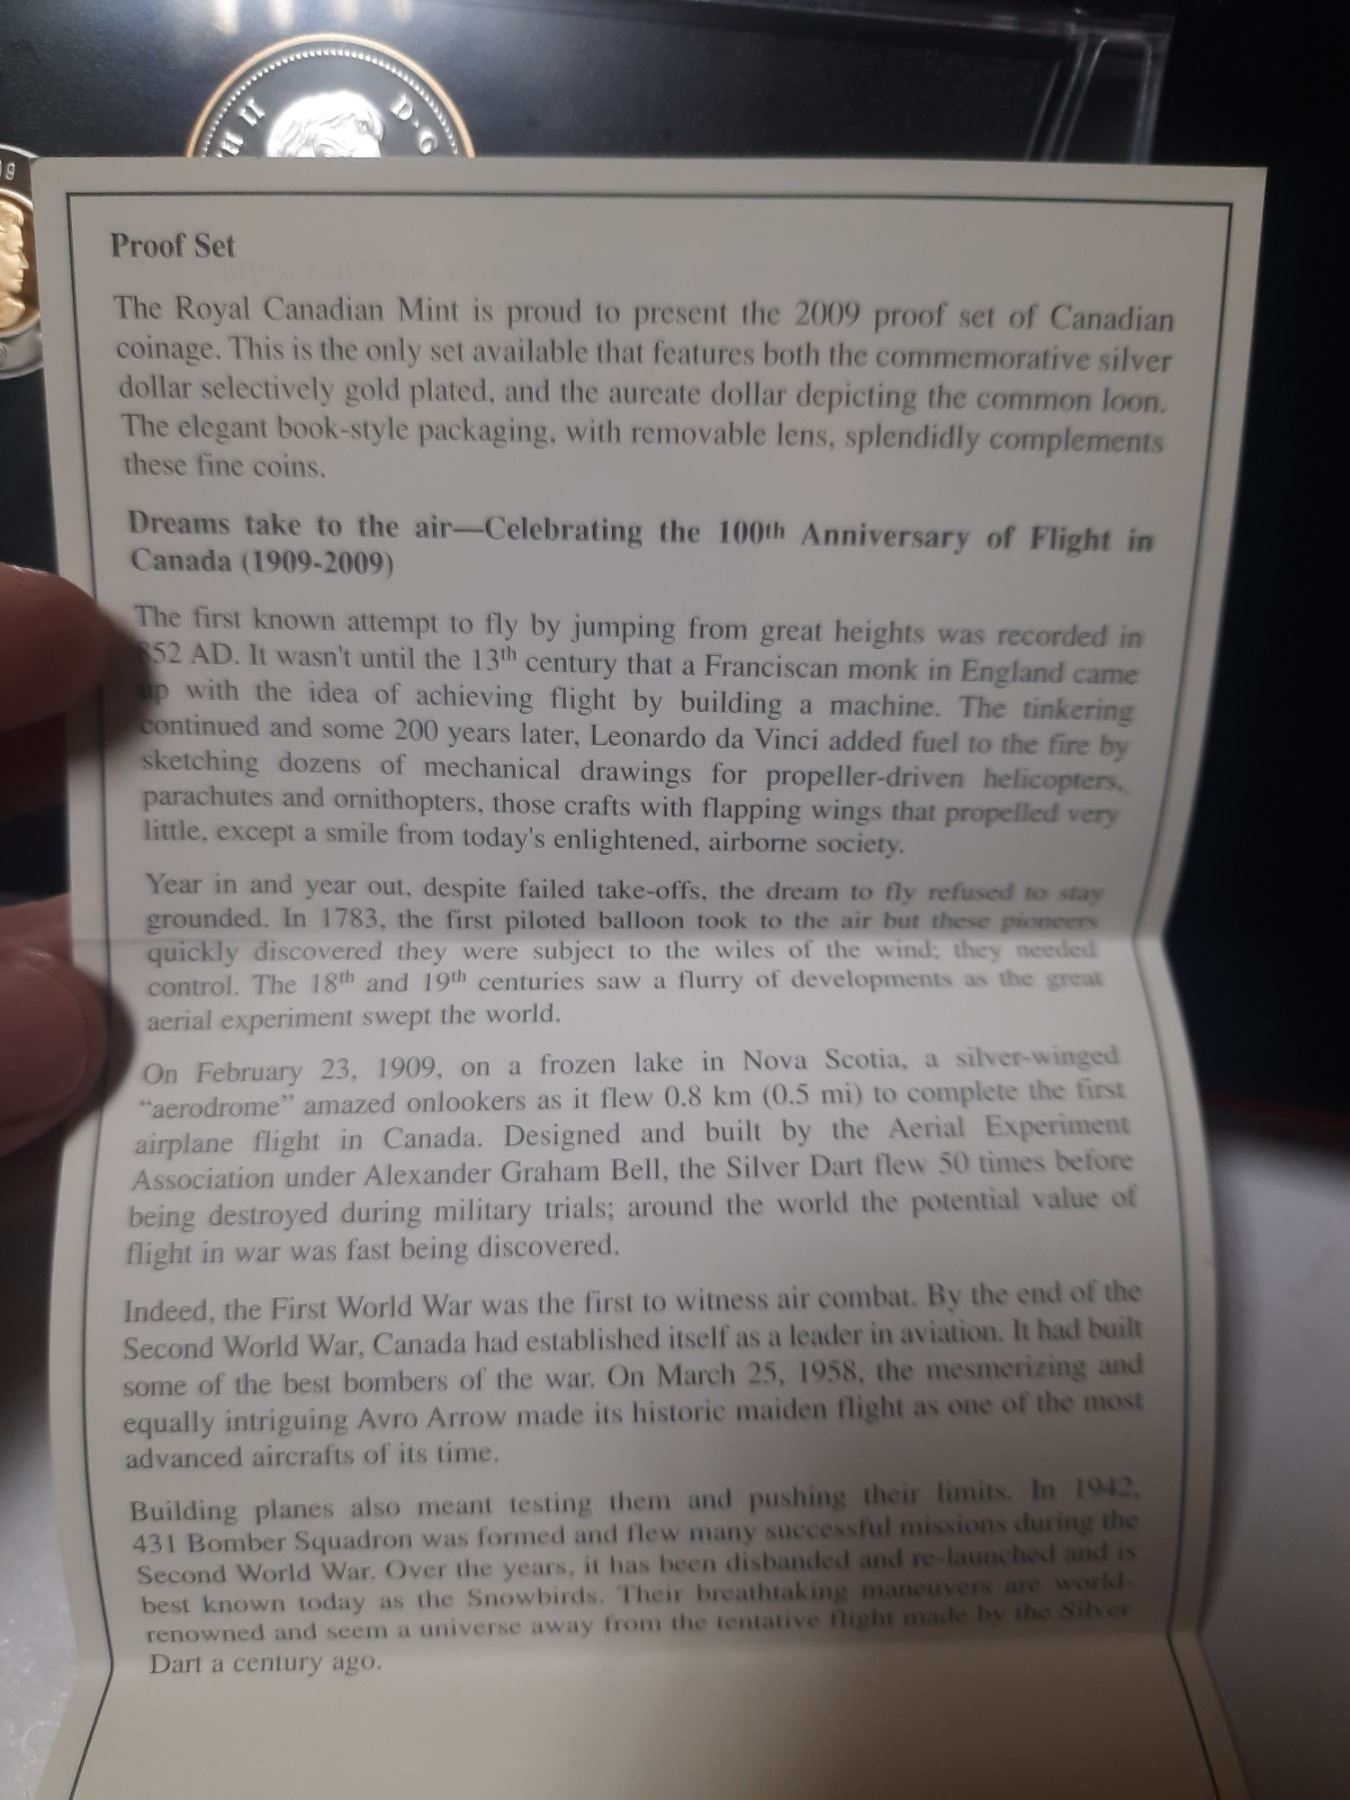 H II
D·G
09
Proof Set
The Royal Canadian Mint is proud to present the 2009 proof set of Canadian
coinage. This is the only set available that features both the commemorative silver
dollar selectively gold plated, and the aureate dollar depicting the common loon.
The elegant book-style packaging, with removable lens, splendidly complements
these fine coins.
Dreams take to the air—Celebrating the 100th Anniversary of Flight in
Canada (1909-2009)
The first known attempt to fly by jumping from great heights was recorded in
852 AD. It wasn't until the 13th century that a Franciscan monk in England came
up with the idea of achieving flight by building a machine. The tinkering
continued and some 200 years later, Leonardo da Vinci added fuel to the fire by
sketching dozens of mechanical drawings for propeller-driven helicopters,
parachutes and ornithopters, those crafts with flapping wings that propelled very
little, except a smile from today's enlightened, airborne society.
Year in and year out, despite failed take-offs, the dream to fly refused to stay
grounded. In 1783, the first piloted balloon took to the air but these pioneers
quickly discovered they were subject to the wiles of the wind; they needed
control. The 18th and 19th centuries saw a flurry of developments as the great
aerial experiment swept the world.
On February 23, 1909, on a frozen lake in Nova Scotia, a silver-winged
“aerodrome” amazed onlookers as it flew 0.8 km (0.5 mi) to complete the first
airplane flight in Canada. Designed and built by the Aerial Experiment
Association under Alexander Graham Bell, the Silver Dart flew 50 times before
being destroyed during military trials; around the world the potential value of
flight in war was fast being discovered.
Indeed, the First World War was the first to witness air combat. By the end of the
Second World War, Canada had established itself as a leader in aviation. It had built
some of the best bombers of the war. On March 25, 1958, the mesmerizing and
equally intriguing Avro Arrow made its historic maiden flight as one of the most
advanced aircrafts of its time.
Building planes also meant testing them and pushing their limits. In 1942,
431 Bomber Squadron was formed and flew many successful missions during the
Second World War. Over the years, it has been disbanded and re-launched and is
best known today as the Snowbirds. Their breathtaking maneuvers are world-
renowned and seem a universe away from the tentative flight made by the Silver
Dart a century ago.